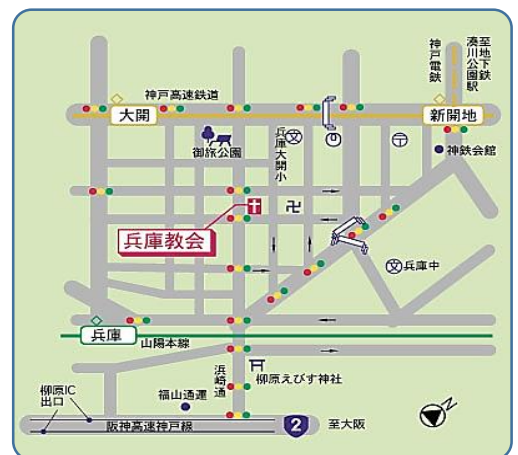 神戸電鉄
至地下鉄
湊川公園駅
神戸高速鉄道
大開
新開地
御旅公園
兵庫大開小
文
〒
神鉄会館
兵庫教会
卍
文
兵庫中
兵庫
山陽本線
浜崎通
柳原えびす神社
柳原IC
出口
福山通運
阪神高速神戸線
2
至大阪
N